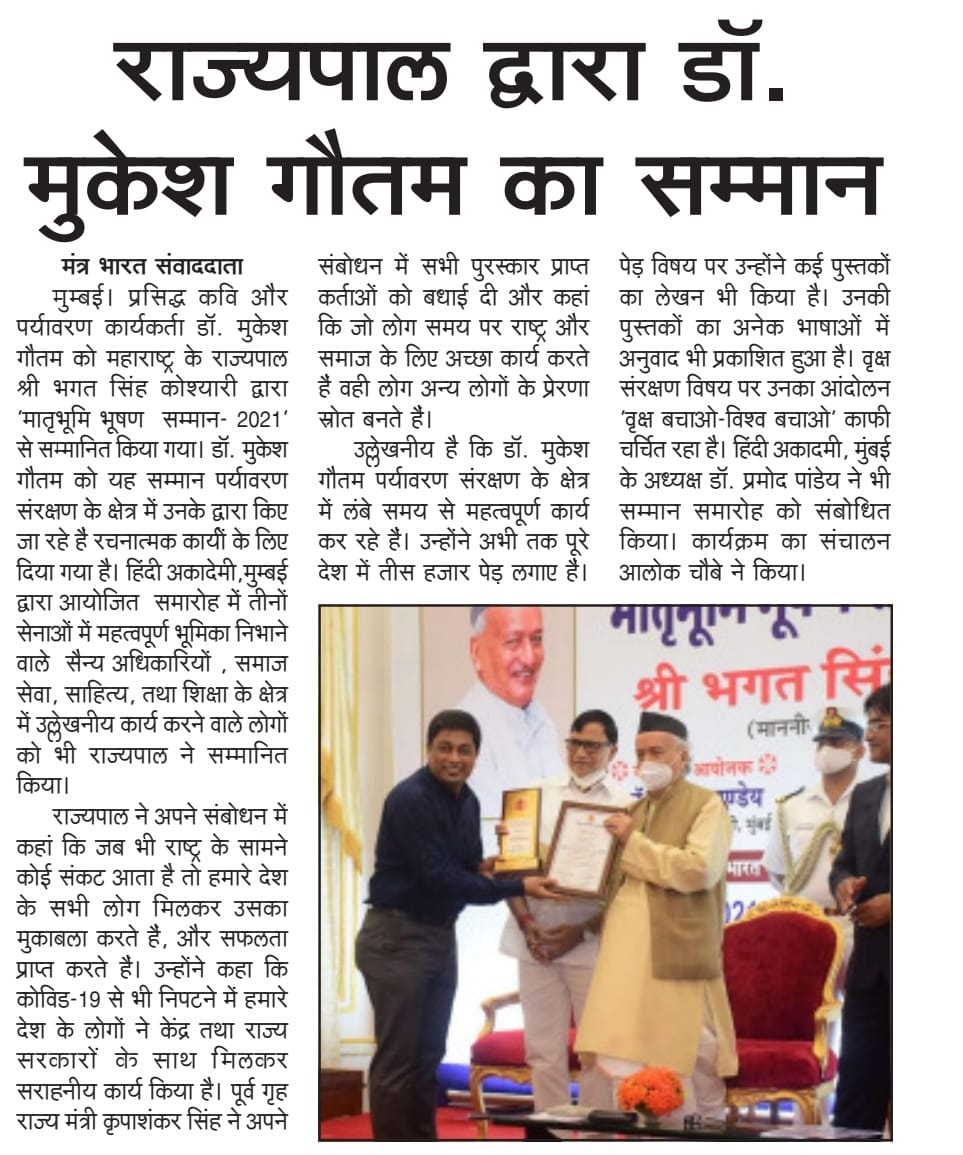 राज्यपाल द्वारा डॉ.
मुकेश गौतम का सम्मान
मंत्र भारत संवाददाता
मुम्बई। प्रसिद्ध कवि और
पर्यावरण कार्यकर्ता डॉ. मुकेश
गौतम को महाराष्ट्र के राज्यपाल
श्री भगत सिंह कोश्यारी द्वारा
'मातृभूमि भूषण सम्मान- 2021'
से सम्मानित किया गया। डॉ. मुकेश
गौतम को यह सम्मान पर्यावरण
संरक्षण के क्षेत्र में उनके द्वारा किए
जा रहे है रचनात्मक कार्यों के लिए
दिया गया है। हिंदी अकादेमी,मुम्बई
द्वारा आयोजित समारोह में तीनों
सेनाओं में महत्वपूर्ण भूमिका निभाने
वाले सैन्य अधिकारियों , समाज
सेवा, साहित्य, तथा शिक्षा के क्षेत्र
में उल्लेखनीय कार्य करने वाले लोगों
को भी राज्यपाल ने सम्मानित
किया।
राज्यपाल ने अपने संबोधन में
कहां कि जब भी राष्ट्र के सामने
कोई संकट आता है तो हमारे देश
के सभी लोग मिलकर उसका
मुकाबला करते हैं, और सफलता
प्राप्त करते हैं। उन्होंने कहा कि
कोविड-19 से भी निपटने में हमारे
देश के लोगों ने केंद्र तथा राज्य
सरकारों के साथ मिलकर
सराहनीय कार्य किया है। पूर्व गृह
राज्य मंत्री कृपाशंकर सिंह ने अपने
संबोधन में सभी पुरस्कार प्राप्त
कर्ताओं को बधाई दी और कहां
कि जो लोग समय पर राष्ट्र और
समाज के लिए अच्छा कार्य करते
हैं वही लोग अन्य लोगों के प्रेरणा
स्रोत बनते है।
उल्लेखनीय है कि डॉ. मुकेश
गौतम पर्यावरण संरक्षण के क्षेत्र
में लंबे समय से महत्वपूर्ण कार्य
कर रहे है। उन्होंने अभी तक पूरे
देश में तीस हजार पेड़ लगाए हैं।
पेड़ विषय पर उन्होंने कई पुस्तकों
का लेखन भी किया है। उनकी
पुस्तकों का अनेक भाषाओं में
अनुवाद भी प्रकाशित हुआ है। वृक्ष
संरक्षण विषय पर उनका आंदोलन
'वृक्ष बचाओ-विश्व बचाओ' काफी
चर्चित रहा है। हिंदी अकादमी, मुंबई
के अध्यक्ष डॉ. प्रमोद पांडेय ने भी
सम्मान समारोह को संबोधित
किया। कार्यक्रम का संचालन
आलोक चौबे ने किया।
मातृभूमि
श्री भगत सिं
(मानन
आयोजक
ण्डेय
मुंबई
भारत